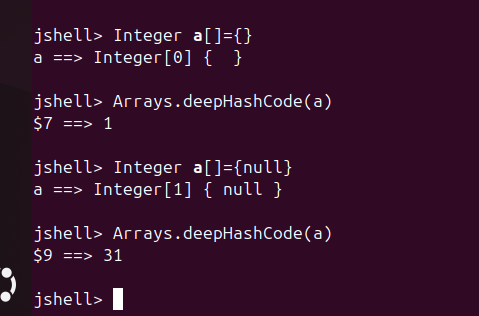 jshell> Integer a[]={}
a ==> Integer[0] {  }
jshell> Arrays.deepHashCode(a)
$7 ==> 1
jshell> Integer a[]={null}
a ==> Integer[1] { null }
jshell> Arrays.deepHashCode(a)
$9 ==> 31
jshell>